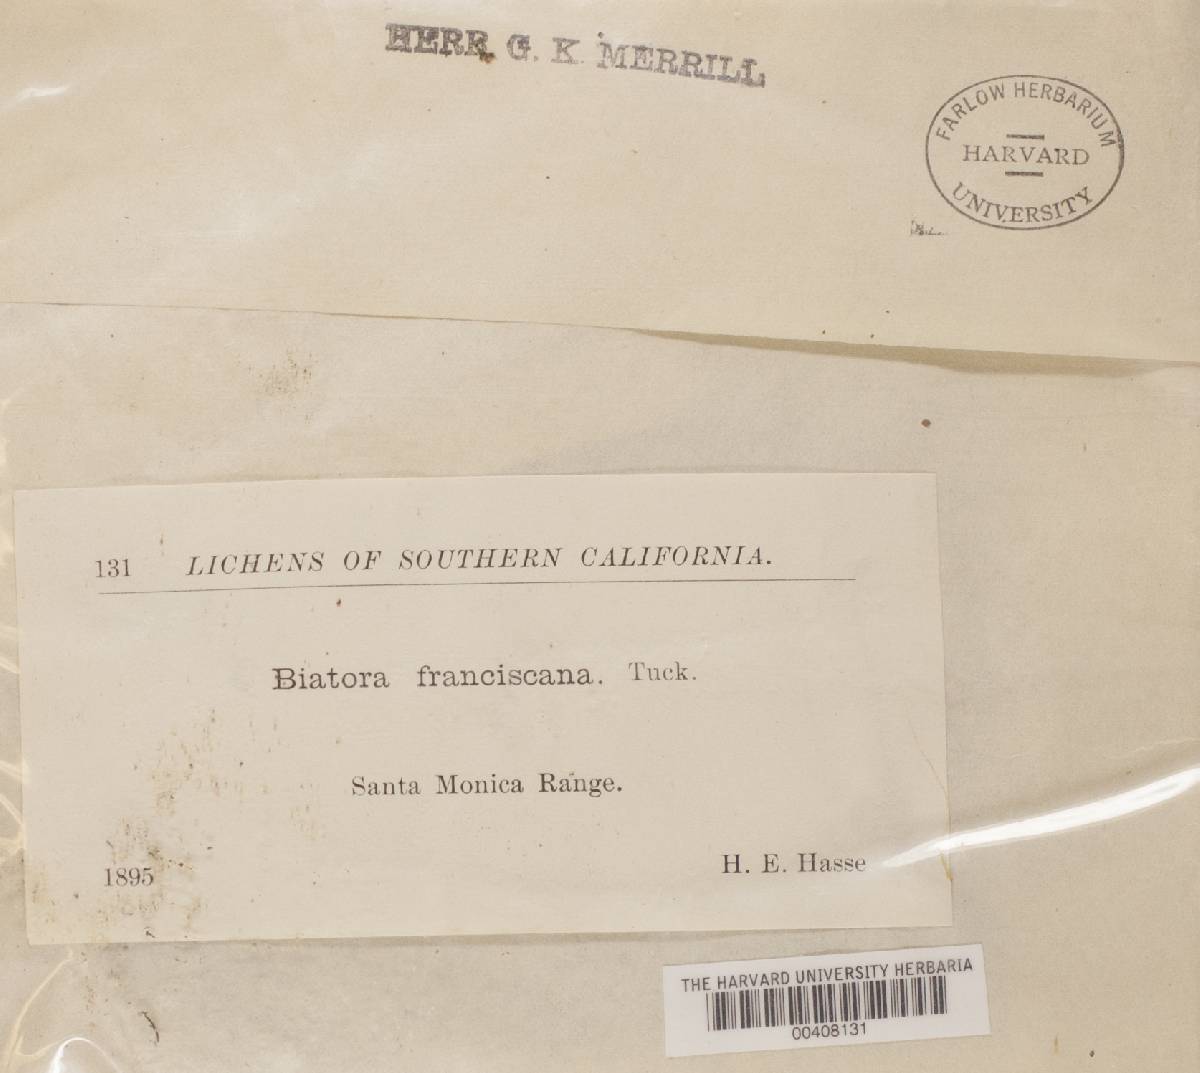 HERB. G. K. MERRILL
FARLOW HERBARIUM
HARVARD
UNIVERSITY
131 LICHENS OF SOUTHERN CALIFORNIA.
Biatora franciscana. Tuck.
Santa Monica Range.
1895 H. E. Hasse
THE HARVARD UNIVERSITY HERBARIA
00408131